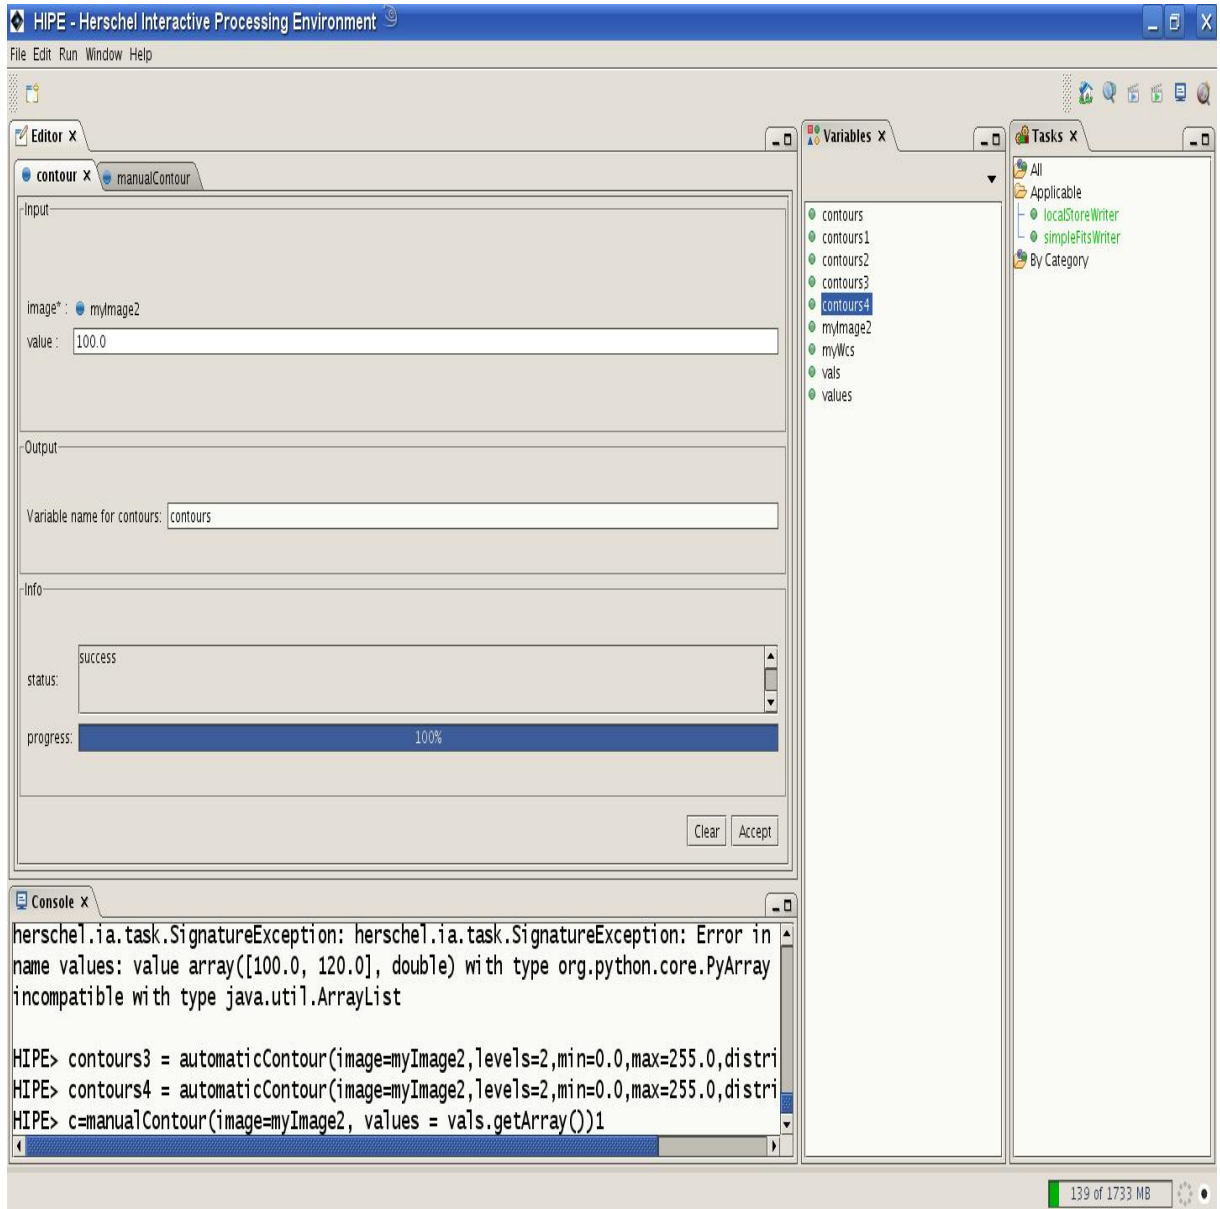 HIPE - Herschel Interactive Processing Environment
File Edit Run Window Help
Editor X
contour X manualContour
Input
image* : myImage2
value : 100.0
Output
Variable name for contours: contours
Info
status: success
progress: 100%
Clear Accept
Console X
herschel.ia.task.SignatureException: herschel.ia.task.SignatureException: Error in
name values: value array([100.0, 120.0], double) with type org.python.core.PyArray
incompatible with type java.util.ArrayList
HIPE> contours3 = automaticContour(image=myImage2,levels=2,min=0.0,max=255.0,distri
HIPE> contours4 = automaticContour(image=myImage2,levels=2,min=0.0,max=255.0,distri
HIPE> c=manualContour(image=myImage2, values = vals.getArray())1
Variables X
contours
contours1
contours2
contours3
contours4
myImage2
myWcs
vals
values
Tasks X
All
Applicable
localStoreWriter
simpleFitsWriter
By Category
139 of 1733 MB